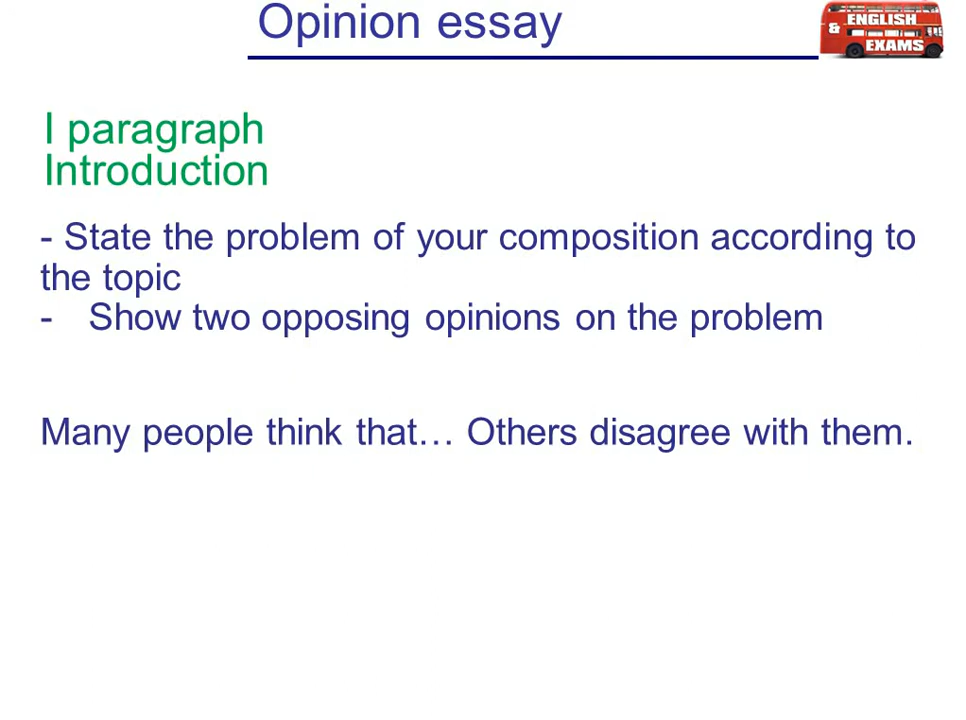 Opinion essay
ENGLISH
& EXAMS
I paragraph
Introduction
- State the problem of your composition according to
the topic
- Show two opposing opinions on the problem
Many people think that… Others disagree with them.